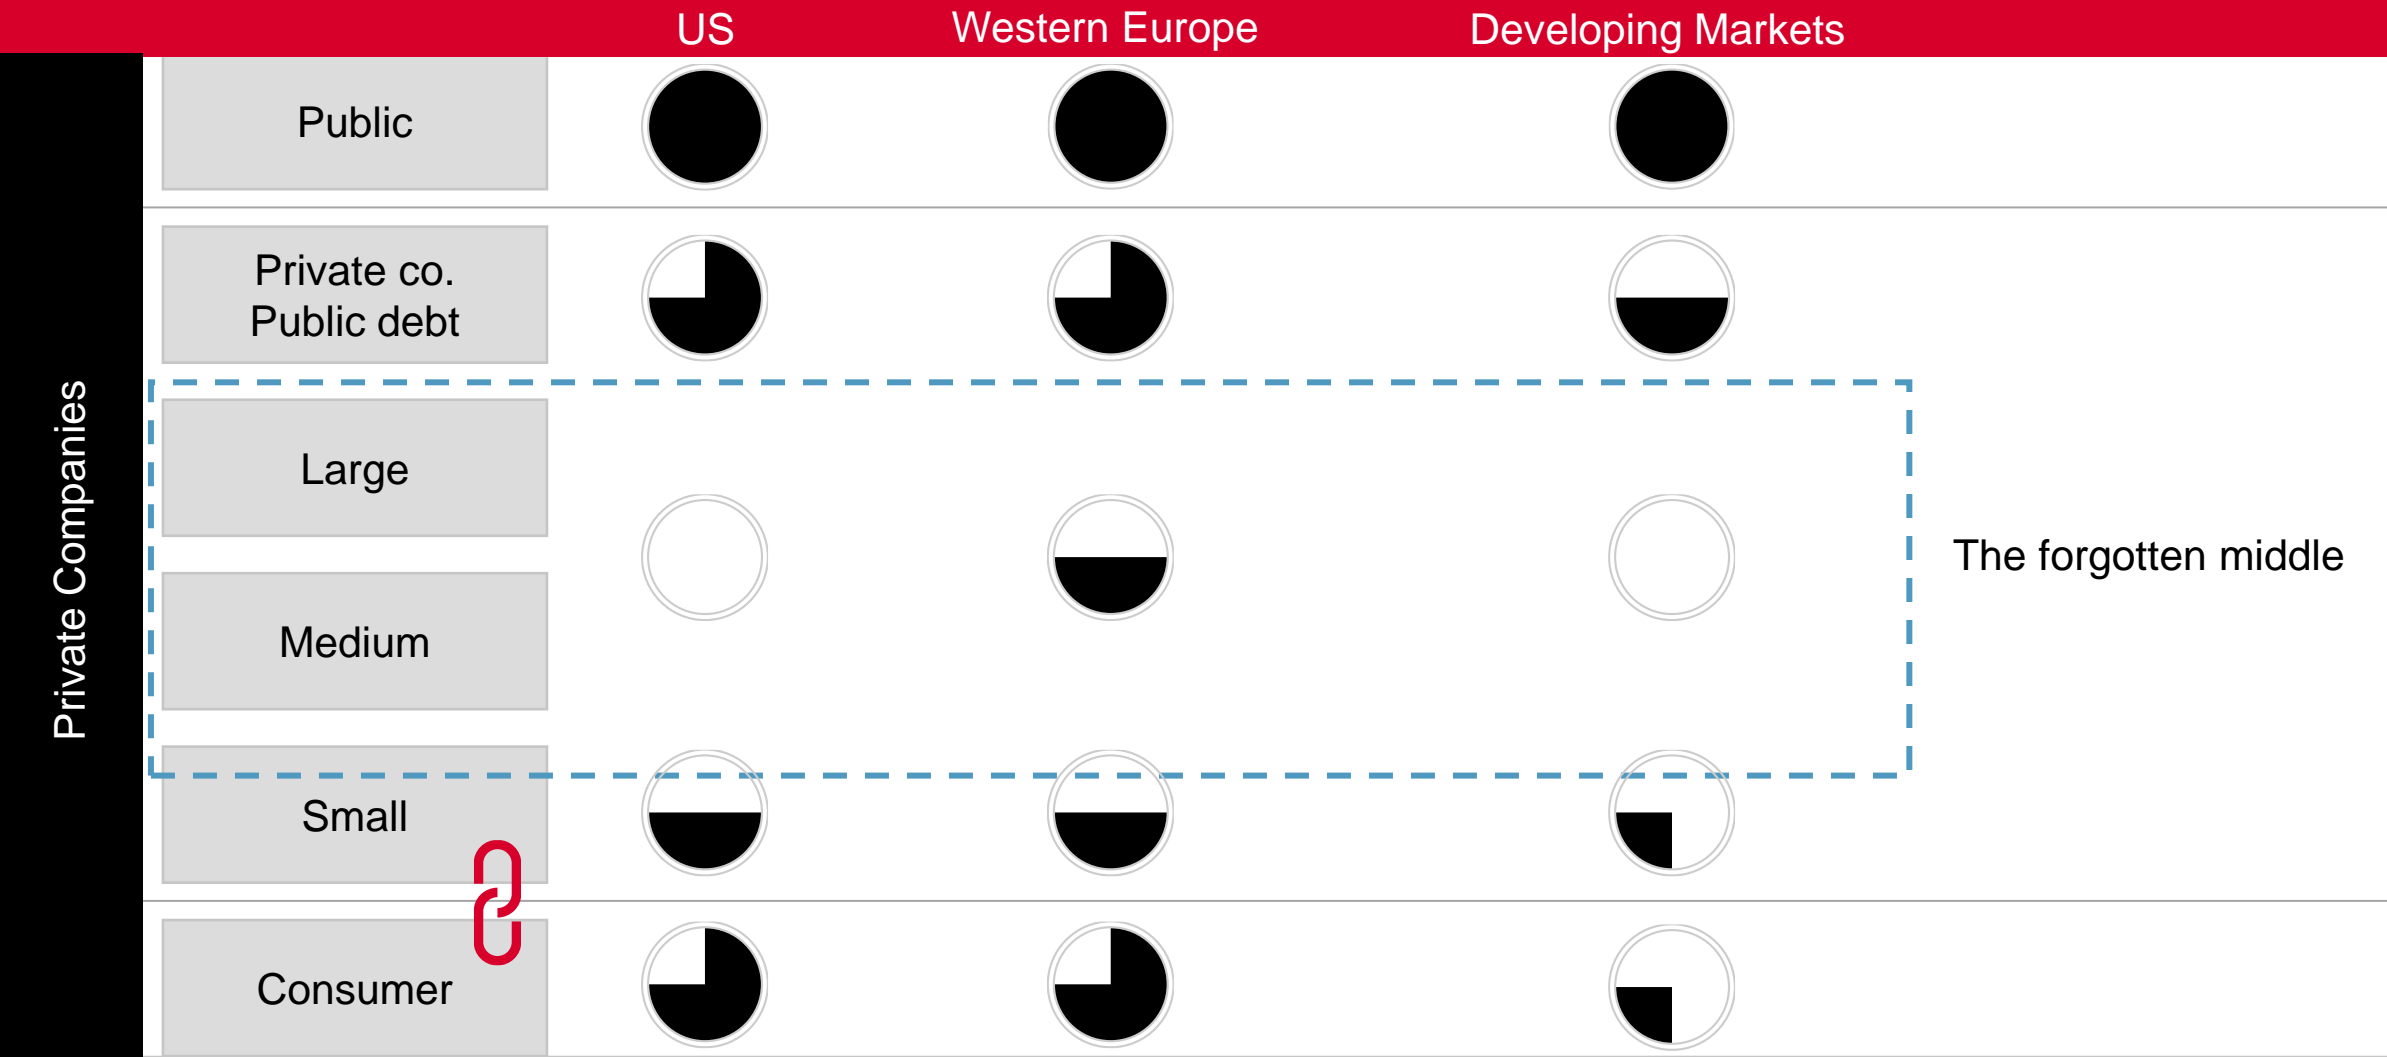 US
Western Europe
Developing Markets
Public
Private co.
Public debt
Private Companies
Large
The forgotten middle
Medium
Small
Consumer